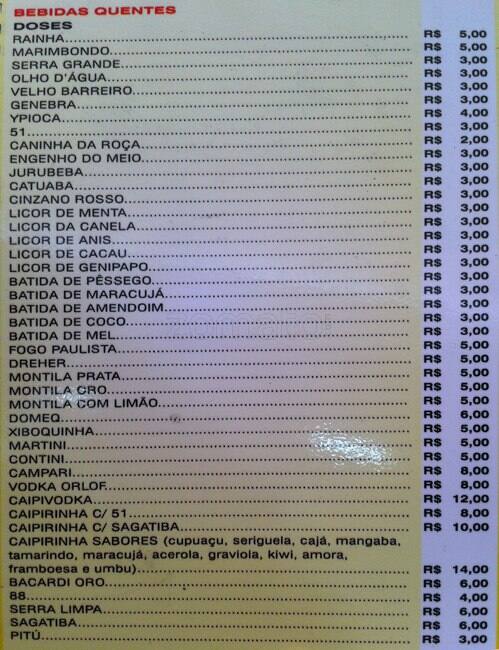 BEBIDAS QUENTES
DOSES
RAINHA R$ 5,00
MARIMBONDO R$ 5,00
SERRA GRANDE R$ 3,00
OLHO D'ÁGUA R$ 3,00
VELHO BARREIRO R$ 3,00
GENEBRA R$ 3,00
YPIOCA R$ 4,00
51 R$ 3,00
CANINHA DA ROÇA R$ 2,00
ENGENHO DO MEIO R$ 3,00
JURUBEBA R$ 3,00
CATUABA R$ 3,00
CINZANO ROSSO R$ 3,00
LICOR DE MENTA R$ 3,00
LICOR DA CANELA R$ 3,00
LICOR DE ANIS R$ 3,00
LICOR DE CACAU R$ 3,00
LICOR DE GENIPAPO R$ 3,00
BATIDA DE PÊSSEGO R$ 3,00
BATIDA DE MARACUJÁ R$ 3,00
BATIDA DE AMENDOIM R$ 3,00
BATIDA DE COCO R$ 3,00
BATIDA DE MEL R$ 3,00
FOGO PAULISTA R$ 5,00
DREHER R$ 5,00
MONTILA PRATA R$ 5,00
MONTILA R$ 5,00
MONTILA COM LIMÃO R$ 5,00
DOMEQ R$ 6,00
XIBOQUINHA R$ 5,00
MARTINI R$ 5,00
CONTINI R$ 5,00
CAMPARI R$ 8,00
VODKA ORLOF R$ 8,00
CAIPIVODKA R$ 12,00
CAIPIRINHA C/ 51 R$ 8,00
CAIPIRINHA C/ SAGATIBA R$ 10,00
CAIPIRINHA SABORES (cupuaçu, seriguela, cajá, mangaba,
tamarindo, maracujá, acerola, graviola, kiwi, amora,
framboesa e umbu) R$ 14,00
BACARDI ORO R$ 6,00
88 R$ 4,00
SERRA LIMPA R$ 6,00
SAGATIBA R$ 6,00
PITÚ R$ 3,00